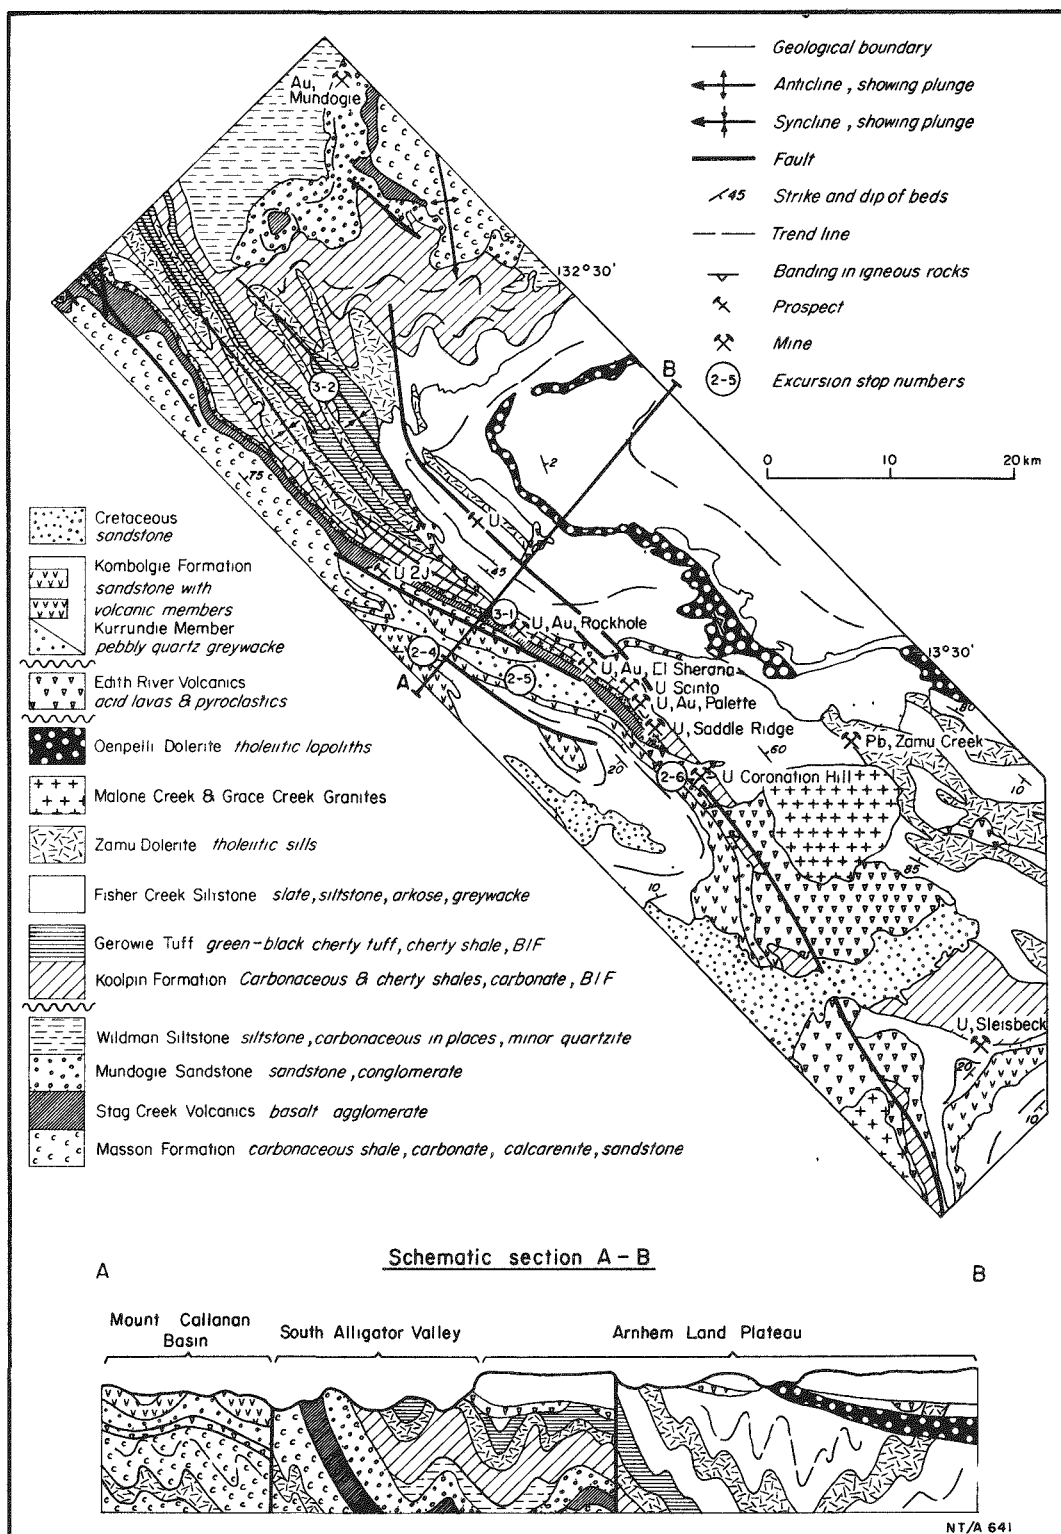 Geological boundary
Anticline, showing plunge
Syncline, showing plunge
Fault
45 Strike and dip of beds
Trend line
Banding in igneous rocks
Prospect
Mine
2-5 Excursion stop numbers
0 10 20 km
Au, Mundogie
132°30'
B
3-2
2
75
U
U 2J
45
3-1
U, Au, Rockhole
2-4
A
2-5
13°30'
U, Au, El Sherana
U Scinto
U, Au, Palette
U, Saddle Ridge
80
60
Pb, Zamu Creek
20
2-6
U Coronation Hill
10
10
85
U, Sleisbeck
20
10
Cretaceous
sandstone
Kombolgie Formation
sandstone with
volcanic members
Kurrundie Member
pebbly quartz greywacke
Edith River Volcanics
acid lavas & pyroclastics
Oenpelli Dolerite tholeiitic lopoliths
Malone Creek & Grace Creek Granites
Zamu Dolerite tholeiitic sills
Fisher Creek Siltstone slate, siltstone, arkose, greywacke
Gerowie Tuff green-black cherty tuff, cherty shale, BIF
Koolpin Formation Carbonaceous & cherty shales, carbonate, BIF
Wildman Siltstone siltstone, carbonaceous in places, minor quartzite
Mundogie Sandstone sandstone, conglomerate
Stag Creek Volcanics basalt agglomerate
Masson Formation carbonaceous shale, carbonate, calcarenite, sandstone
Schematic section A – B
A
B
Mount Callanan
Basin
South Alligator Valley
Arnhem Land Plateau
NT/A 641